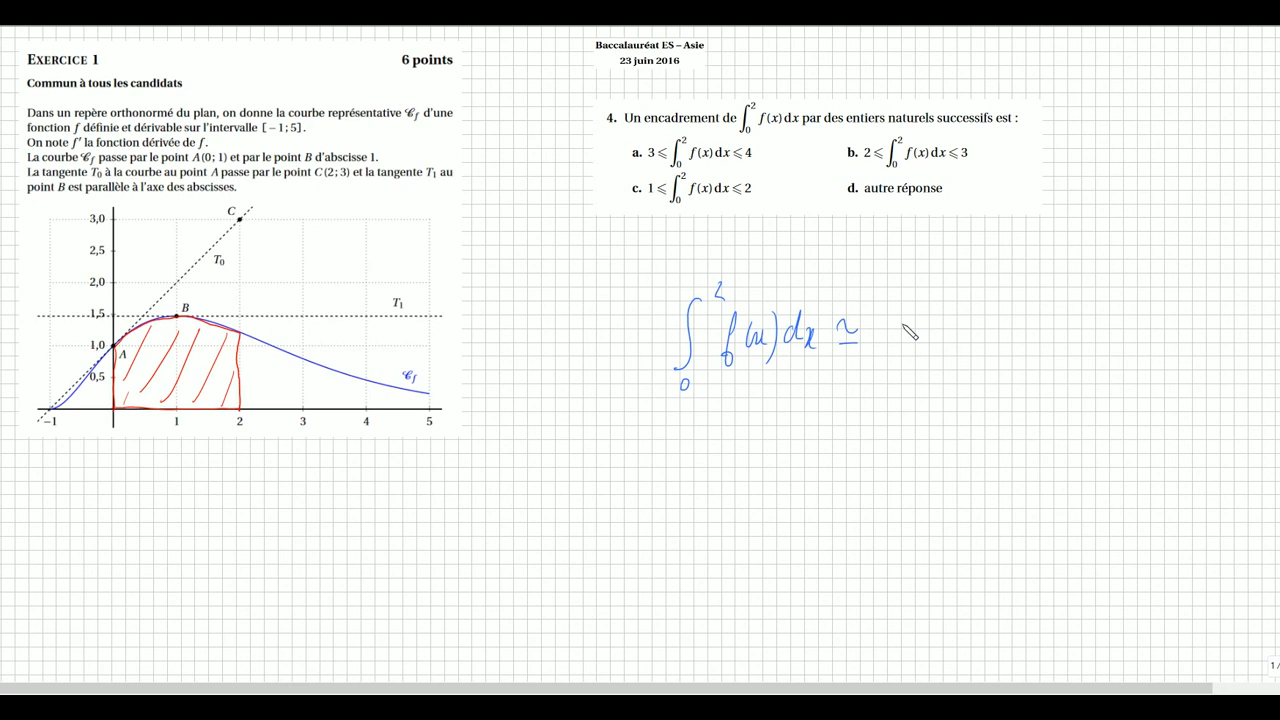 EXERCICE 1 6 points
Commun à tous les candidats
Dans un repère orthonormé du plan, on donne la courbe représentative 𝒞f d'une
fonction f définie et dérivable sur l'intervalle [−1; 5].
On note f′ la fonction dérivée de f.
La courbe 𝒞f passe par le point A(0; 1) et par le point B d'abscisse 1.
La tangente T0 à la courbe au point A passe par le point C(2; 3) et la tangente T1 au
point B est parallèle à l'axe des abscisses.
C
3,0
2,5
T0
2,0
T1
B
1,5
1,0
A
0,5
𝒞f
−1 1 2 3 4 5
Baccalauréat ES – Asie
23 juin 2016
4. Un encadrement de ∫₀² f(x) dx par des entiers naturels successifs est :
a. 3 ⩽ ∫₀² f(x) dx ⩽ 4 b. 2 ⩽ ∫₀² f(x) dx ⩽ 3
c. 1 ⩽ ∫₀² f(x) dx ⩽ 2 d. autre réponse
∫₀² f(x) dx ≃
1/